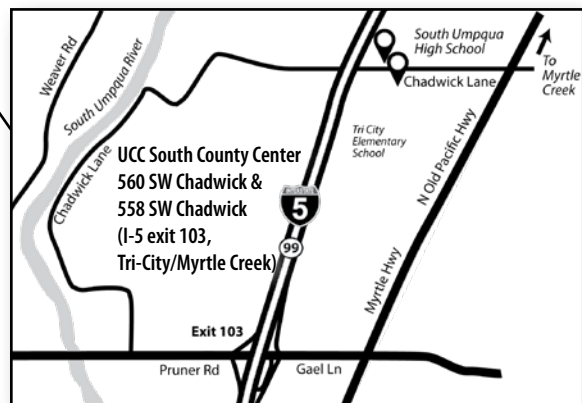 Weaver Rd
South Umpqua River
South Umpqua
High School
To
Myrtle
Creek
Chadwick Lane
Tri City
Elementary
School
N Old Pacific Hwy
Chadwick Lane
UCC South County Center
560 SW Chadwick &
558 SW Chadwick
(I-5 exit 103,
Tri-City/Myrtle Creek)
5
99
Myrtle Hwy
Exit 103
Pruner Rd
Gael Ln